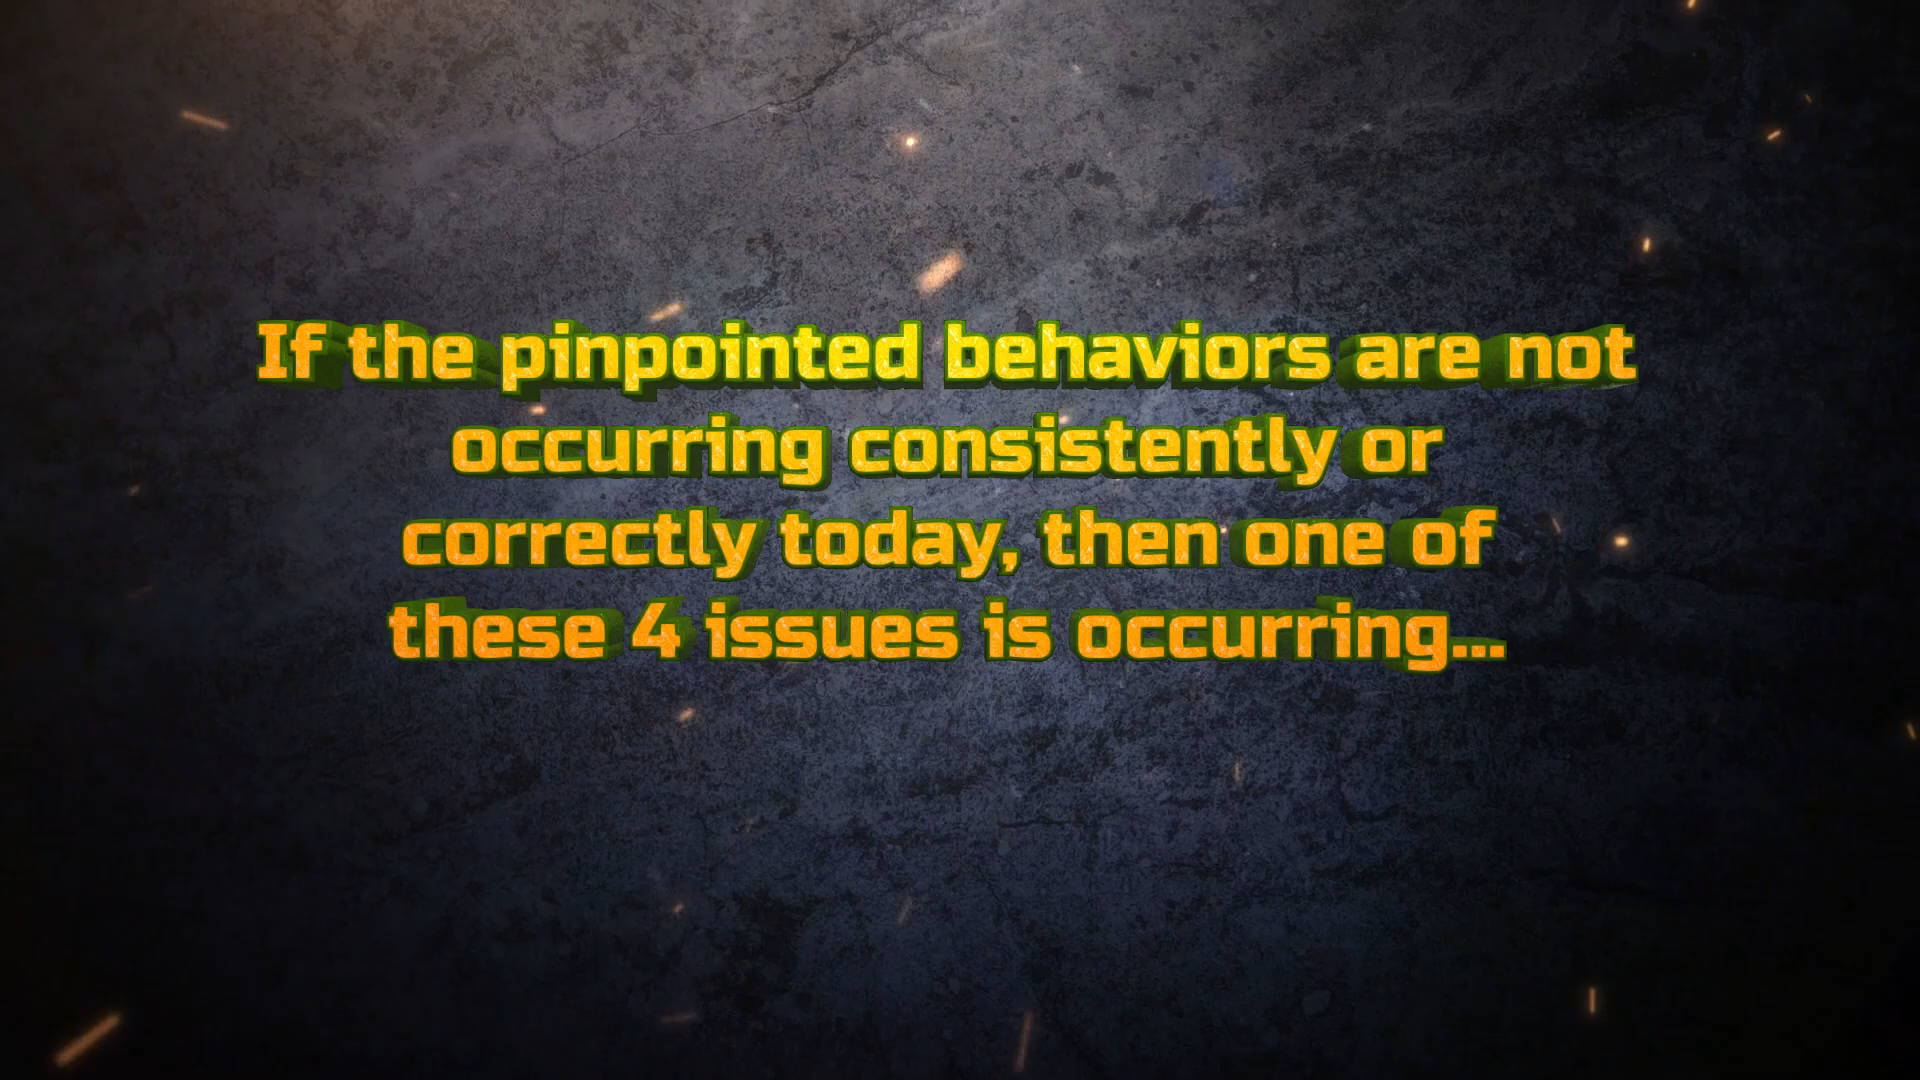 If the pinpointed behaviors are not
occurring consistently or
correctly today, then one of
these 4 issues is occurring...